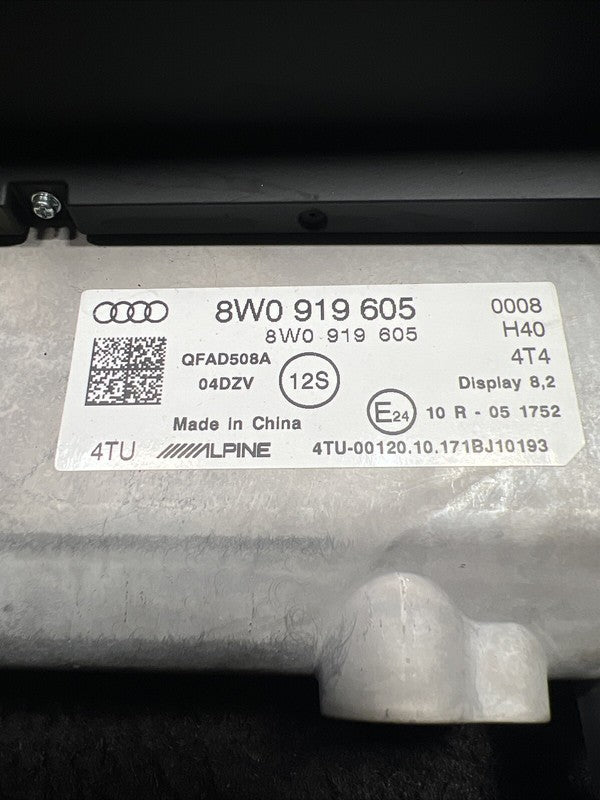 8W0 919 605 0008
8W0 919 605 H40
QFAD508A 4T4
04DZV 12S Display 8,2
Made in China E24 10 R - 05 1752
4TU ALPINE 4TU-00120.10.171BJ10193